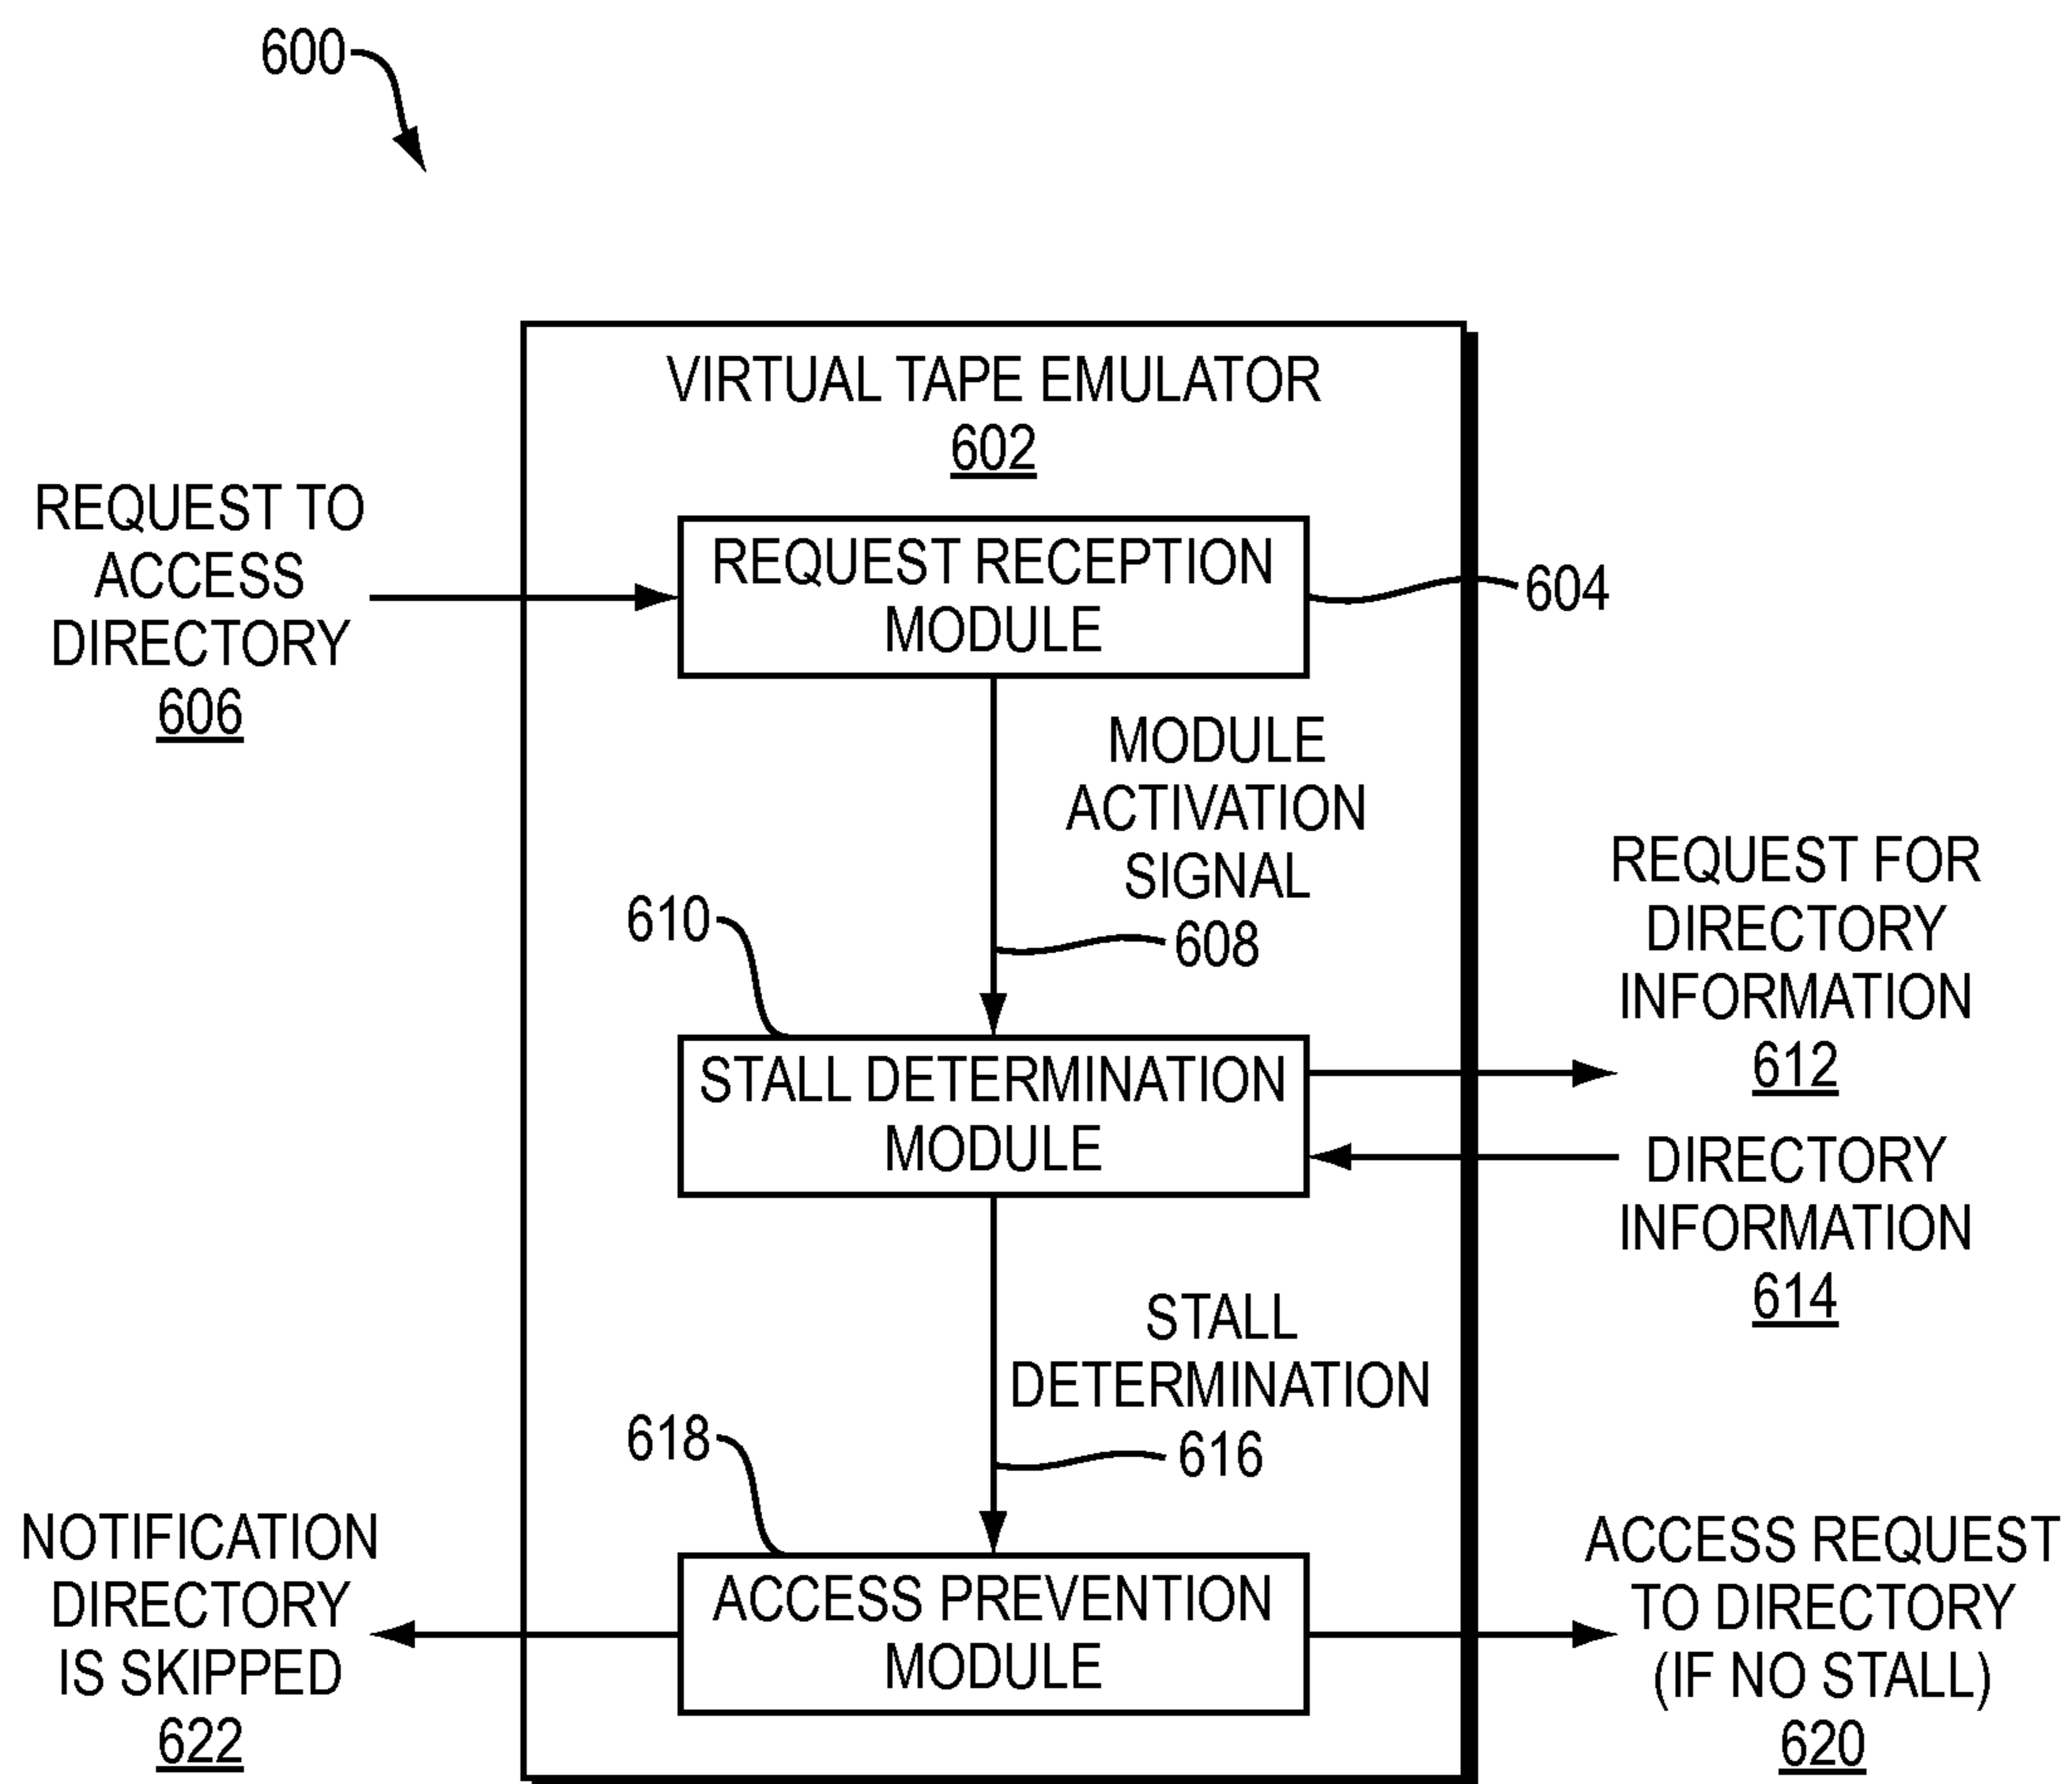 600
VIRTUAL TAPE EMULATOR
602
REQUEST TO
ACCESS
DIRECTORY
606
REQUEST RECEPTION
MODULE
604
MODULE
ACTIVATION
SIGNAL
608
610
REQUEST FOR
DIRECTORY
INFORMATION
612
STALL DETERMINATION
MODULE
DIRECTORY
INFORMATION
614
STALL
DETERMINATION
616
618
NOTIFICATION
DIRECTORY
IS SKIPPED
622
ACCESS PREVENTION
MODULE
ACCESS REQUEST
TO DIRECTORY
(IF NO STALL)
620